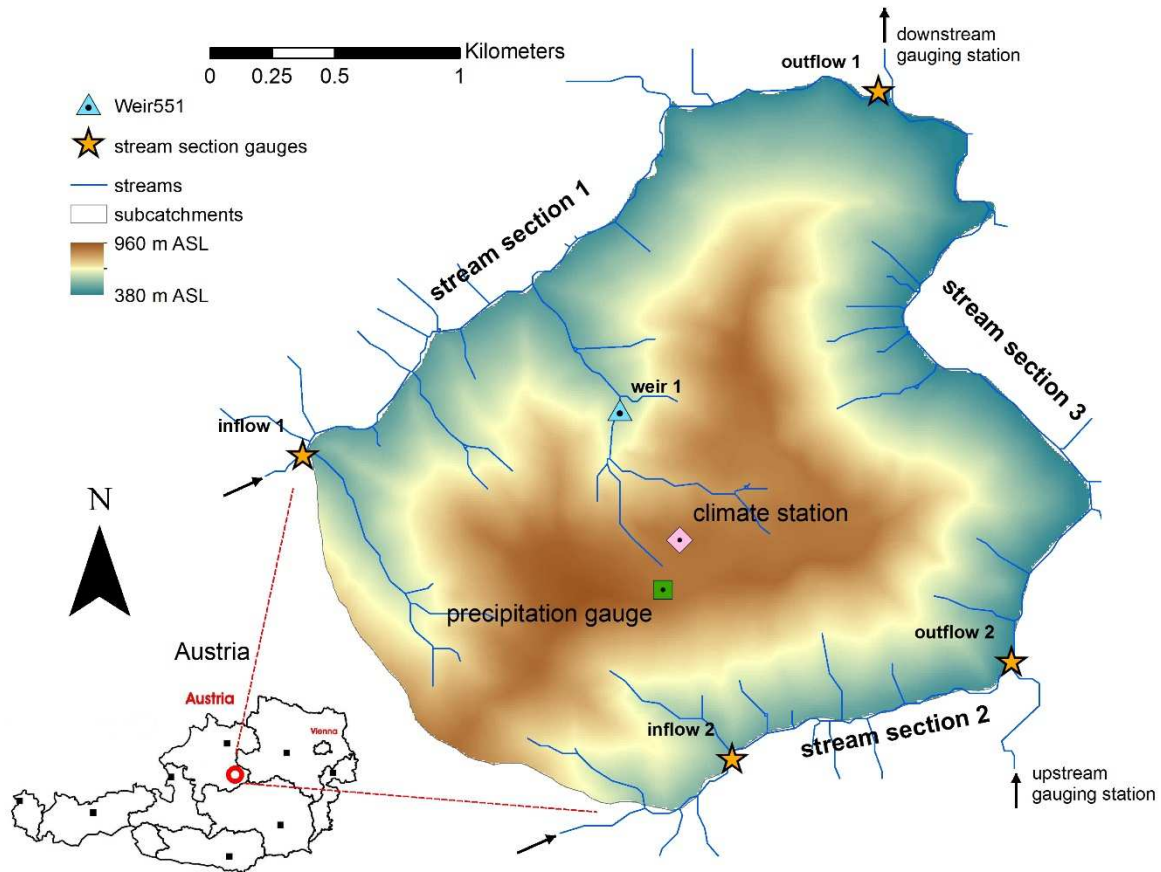 Kilometers
0 0.25 0.5 1
Weir551
stream section gauges
streams
subcatchments
960 m ASL
380 m ASL
downstream
gauging station
outflow 1
stream section 1
stream section 3
weir 1
inflow 1
N
climate station
precipitation gauge
outflow 2
inflow 2
stream section 2
upstream
gauging station
Austria
Austria
Vienna